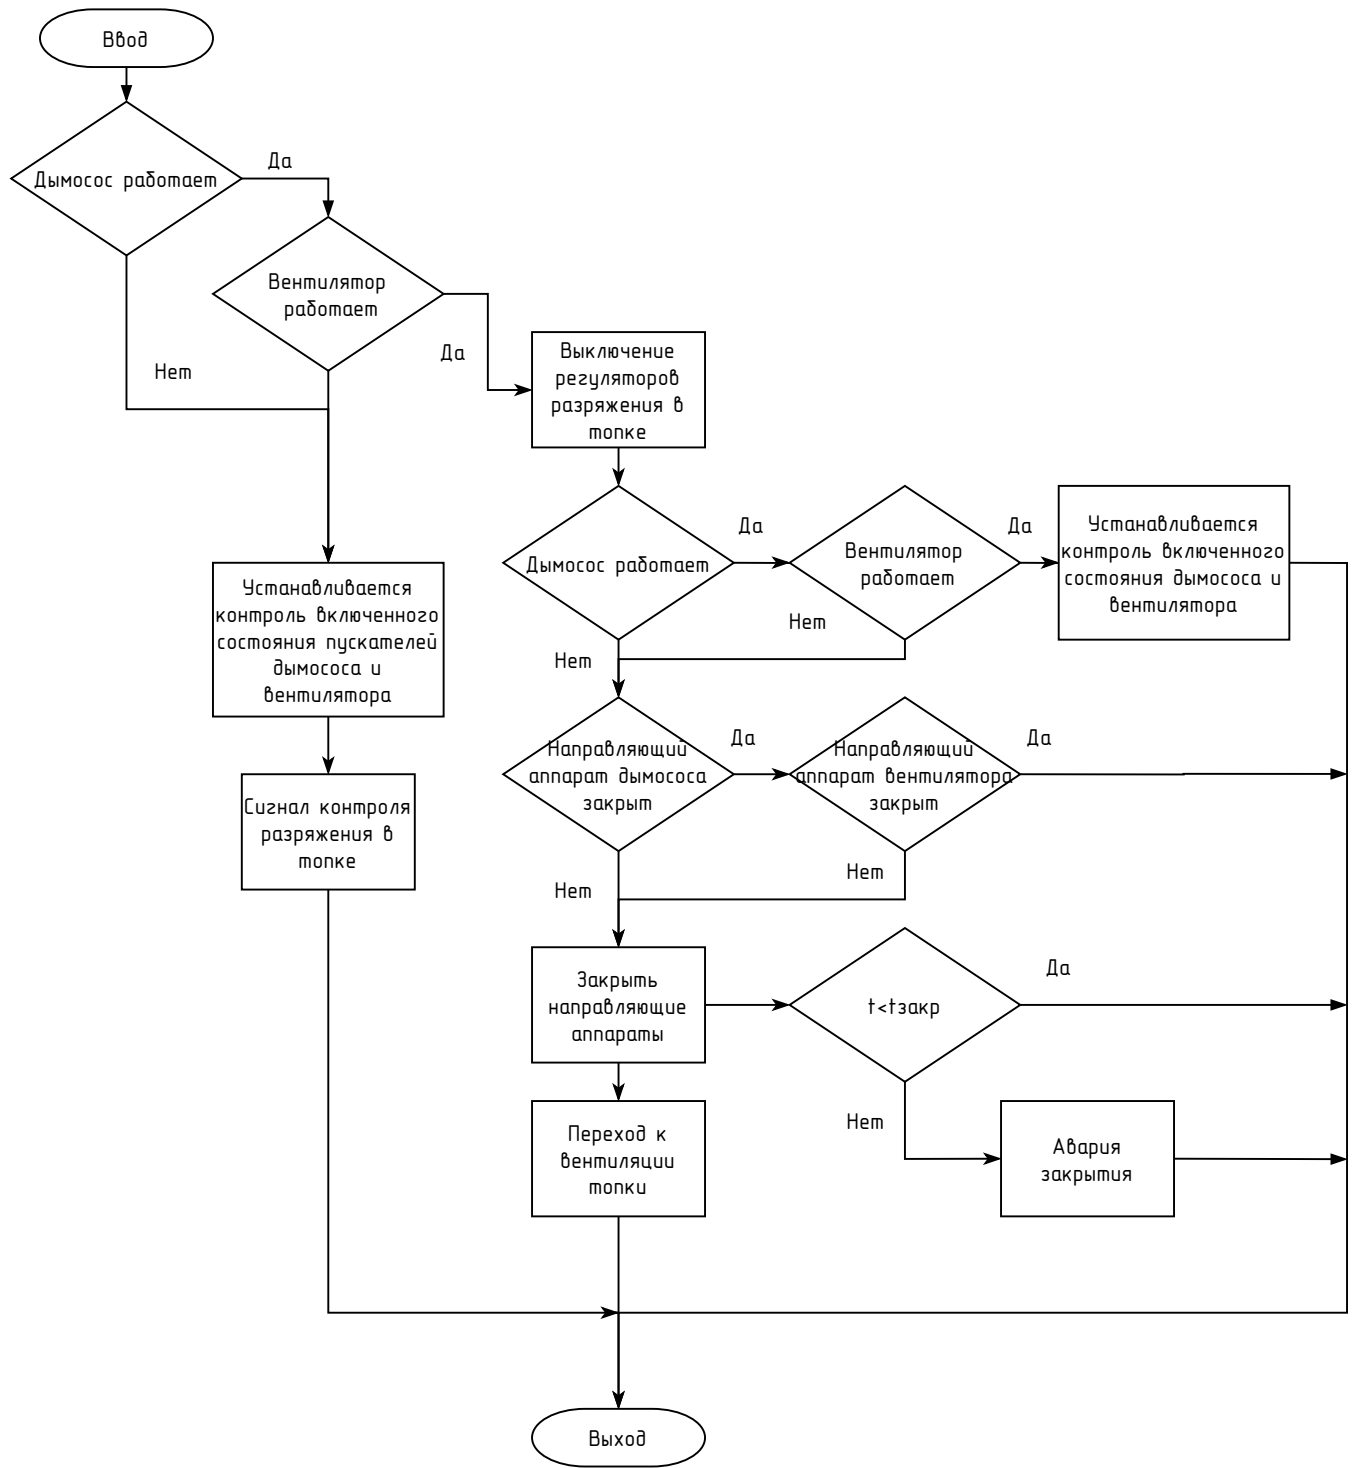 Ввод
Дымосос работает
Да
Вентилятор
работает
Да
Нет
Выключение
регуляторов
разряжения в
топке
Дымосос работает
Да
Вентилятор
работает
Да
Устанавливается
контроль включенного
состояния дымососа и
вентилятора
Нет
Нет
Устанавливается
контроль включенного
состояния пускателей
дымососа и
вентилятора
Направляющий
аппарат дымососа
закрыт
Да
Направляющий
аппарат вентилятора
закрыт
Да
Сигнал контроля
разряжения в
топке
Нет
Нет
Закрыть
направляющие
аппараты
t<tзакр
Да
Нет
Переход к
вентиляции
топки
Авария
закрытия
Выход